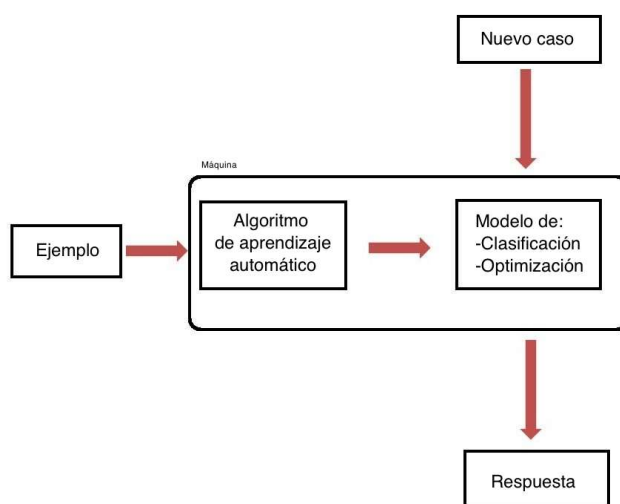 Nuevo caso
Máquina
Ejemplo
Algoritmo
de aprendizaje
automático
Modelo de:
-Clasificación
-Optimización
Respuesta